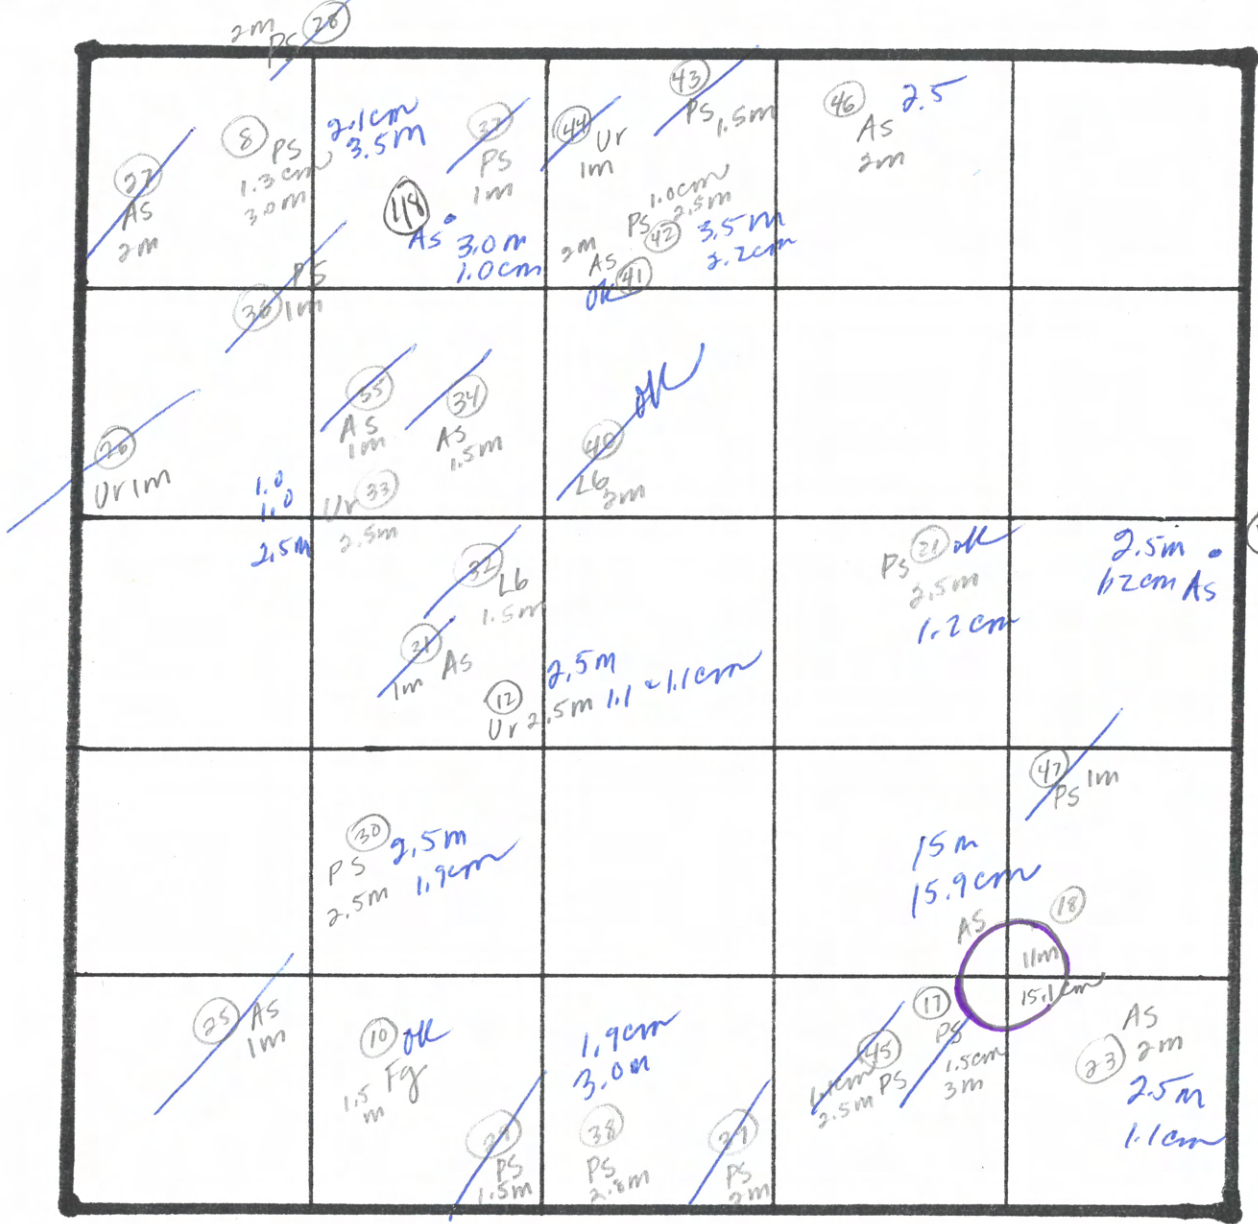 2m
PS 28
27
As
2m
8 PS
1.3cm
3.0m
2.1cm
3.5m
37
PS
1m
118
As
3.0m
1.0cm
44 Ur
1m
43
PS
1.5m
1.0cm
PS 2.5m
42 3.5m
2.2cm
2m
As
41
ok
46 2.5
As
2m
PS
36 1m
26
Ur 1m
35
As
1m
34
As
1.5m
ok
40
Lb
2m
1.0
1.0
2.5m
Ur 33
2.5m
32 Lb
1.5m
31 As
1m
12
Ur 2.5m
2.5m
1.1 1.1cm
PS 21 ok
2.5m
1.2cm
2.5m
1.2cm As
47
PS 1m
30
PS 2.5m
2.5m 1.9cm
15m
15.9cm
As 18
11m
15.1cm
25 As
1m
10 ok
Fg
1.5
m
PS
1.5m
1.9cm
3.0m
38
PS
PS
2m
45
PS
2.5m
17
PS
1.5cm
3m
As
23 2m
2.5m
1.1cm